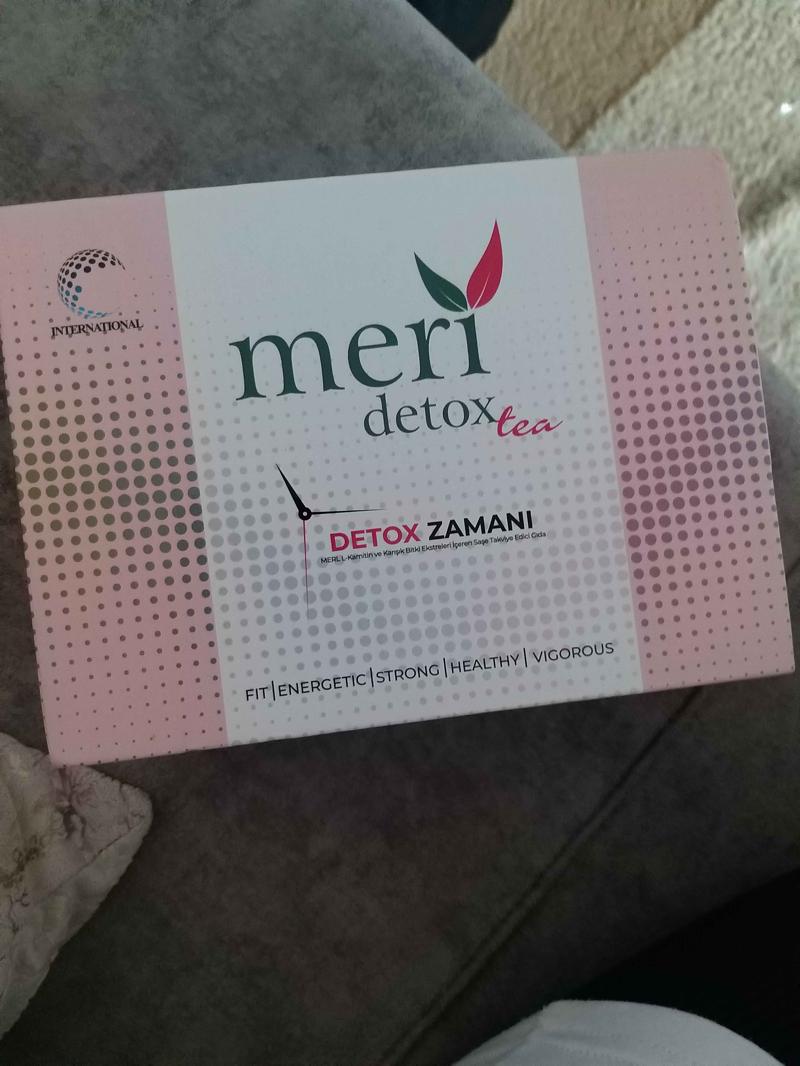 INTERNATIONAL
meri
detox tea
DETOX ZAMANI
MERİ L-Karnitin ve Karışık Bitki Ekstreleri İçeren Saşe Takviye Edici Gıda
FIT|ENERGETIC|STRONG|HEALTHY|VIGOROUS